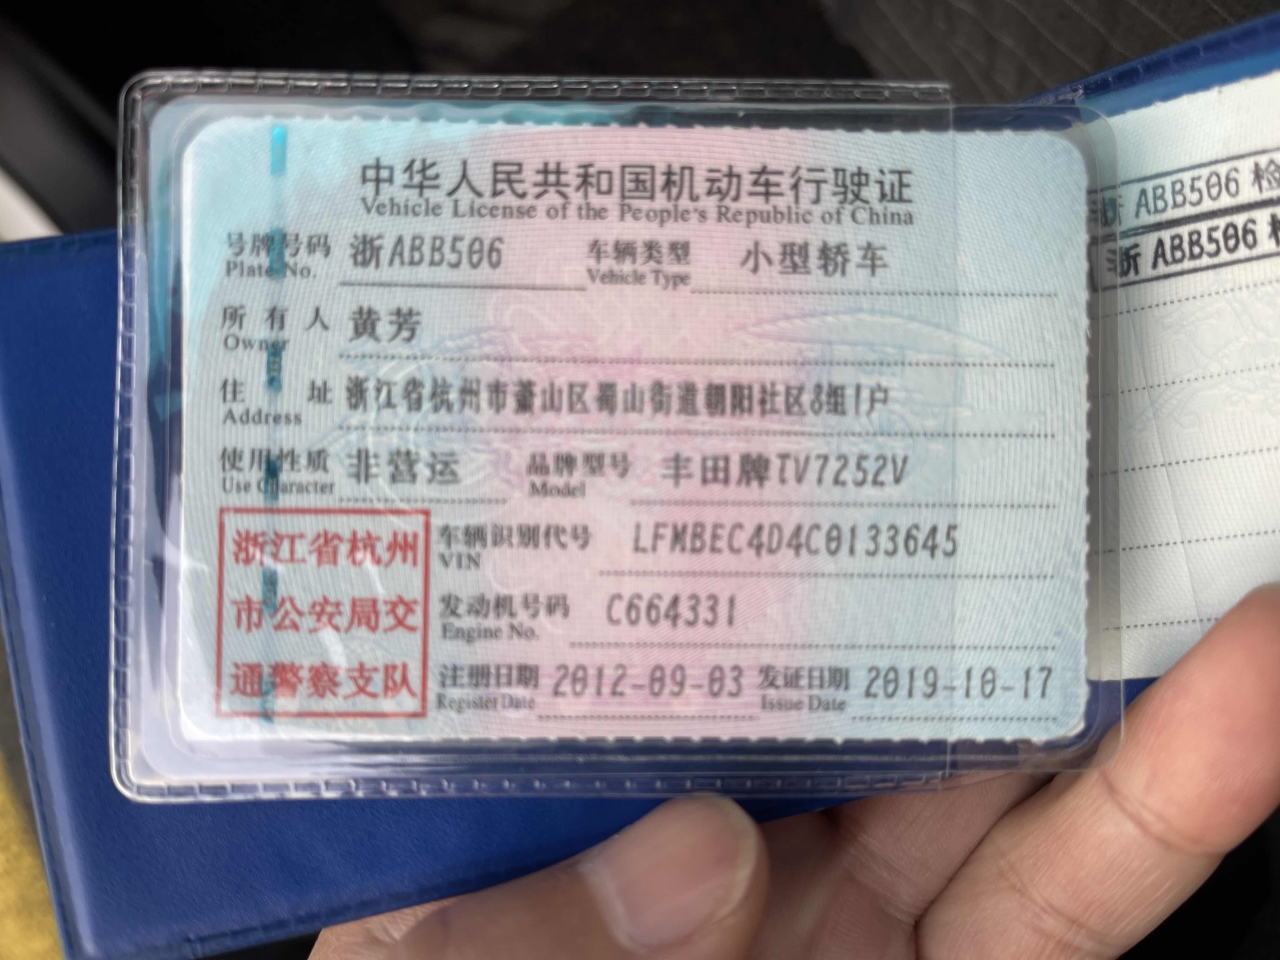 中华人民共和国机动车行驶证
Vehicle License of the People's Republic of China
号牌号码 浙ABB506 车辆类型 小型轿车
Plate No. Vehicle Type
所有人 黄芳
Owner
住址 浙江省杭州市萧山区蜀山街道朝阳社区8组1户
Address
使用性质 非营运 品牌型号 丰田牌TV7252V
Use Character Model
浙江省杭州
市公安局交
通警察支队
车辆识别代号 LFMBEC4D4C0133645
VIN
发动机号码 C664331
Engine No.
注册日期 2012-09-03 发证日期 2019-10-17
Register Date Issue Date
浙 ABB506 检
浙 ABB506